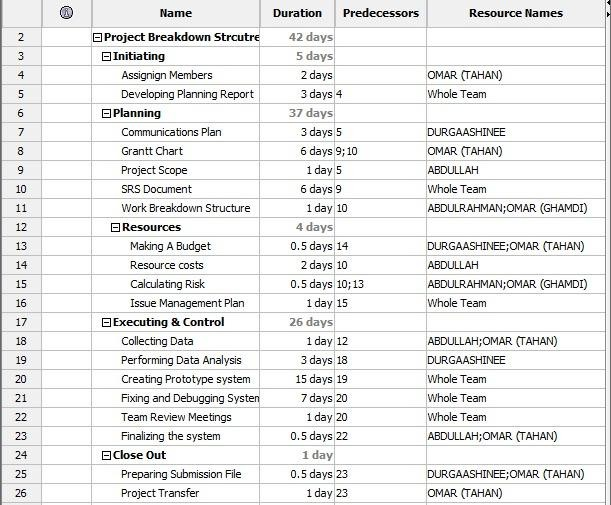 Name Duration Predecessors Resource Names
2 Project Breakdown Strcutre 42 days
3 Initiating 5 days
4 Assignign Members 2 days OMAR (TAHAN)
5 Developing Planning Report 3 days 4 Whole Team
6 Planning 37 days
7 Communications Plan 3 days 5 DURGAASHINEE
8 Grantt Chart 6 days 9;10 OMAR (TAHAN)
9 Project Scope 1 day 5 ABDULLAH
10 SRS Document 6 days 9 Whole Team
11 Work Breakdown Structure 1 day 10 ABDULRAHMAN;OMAR (GHAMDI)
12 Resources 4 days
13 Making A Budget 0.5 days 14 DURGAASHINEE;OMAR (TAHAN)
14 Resource costs 2 days 10 ABDULLAH
15 Calculating Risk 0.5 days 10;13 ABDULRAHMAN;OMAR (GHAMDI)
16 Issue Management Plan 1 day 15 Whole Team
17 Executing & Control 26 days
18 Collecting Data 1 day 12 ABDULLAH;OMAR (TAHAN)
19 Performing Data Analysis 3 days 18 DURGAASHINEE
20 Creating Prototype system 15 days 19 Whole Team
21 Fixing and Debugging System 7 days 20 Whole Team
22 Team Review Meetings 1 day 20 Whole Team
23 Finalizing the system 0.5 days 22 ABDULLAH;OMAR (TAHAN)
24 Close Out 1 day
25 Preparing Submission File 0.5 days 23 DURGAASHINEE;OMAR (TAHAN)
26 Project Transfer 1 day 23 OMAR (TAHAN)